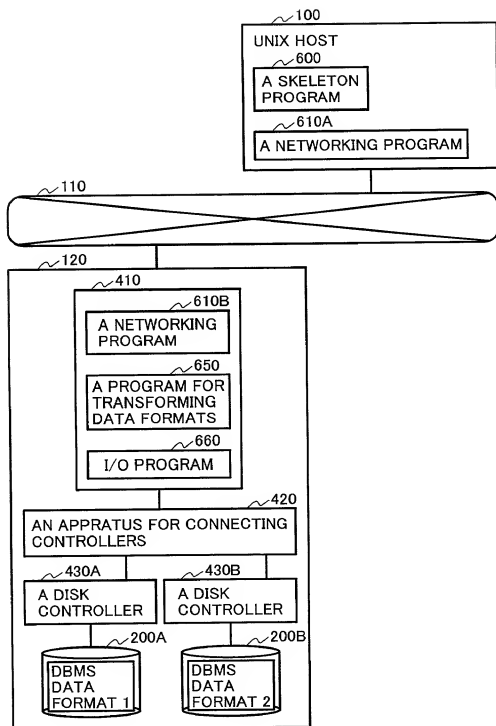 100
UNIX HOST
600
A SKELETON
PROGRAM
610A
A NETWORKING PROGRAM
110
120
410
610B
A NETWORKING
PROGRAM
650
A PROGRAM FOR
TRANSFORMING
DATA FORMATS
660
I/O PROGRAM
420
AN APPARATUS FOR CONNECTING
CONTROLLERS
430A
A DISK
CONTROLLER
430B
A DISK
CONTROLLER
200A
DBMS
DATA
FORMAT 1
200B
DBMS
DATA
FORMAT 2